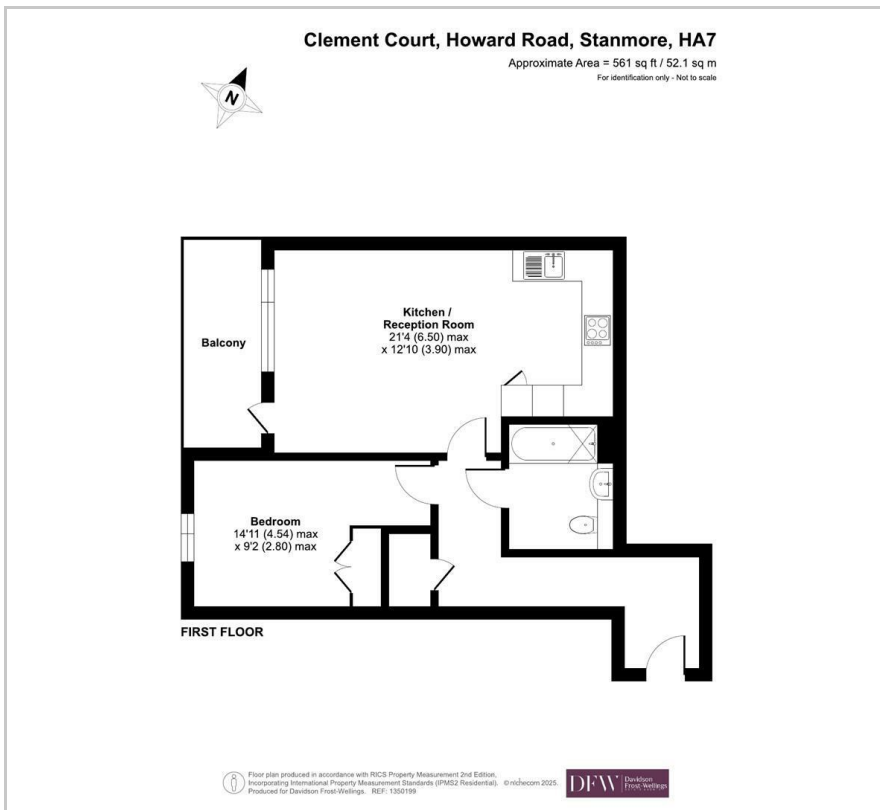 Clement Court, Howard Road, Stanmore, HA7
Approximate Area = 561 sq ft / 52.1 sq m
For identification only - Not to scale
N
Kitchen /
Reception Room
21'4 (6.50) max
x 12'10 (3.90) max
Balcony
Bedroom
14'11 (4.54) max
x 9'2 (2.80) max
FIRST FLOOR
Floor plan produced in accordance with RICS Property Measurement 2nd Edition,
Incorporating International Property Measurement Standards (IPMS2 Residential). © nichecom 2025.
Produced for Davidson Frost-Wellings. REF: 1350199
DFW
Davidson
Frost-Wellings